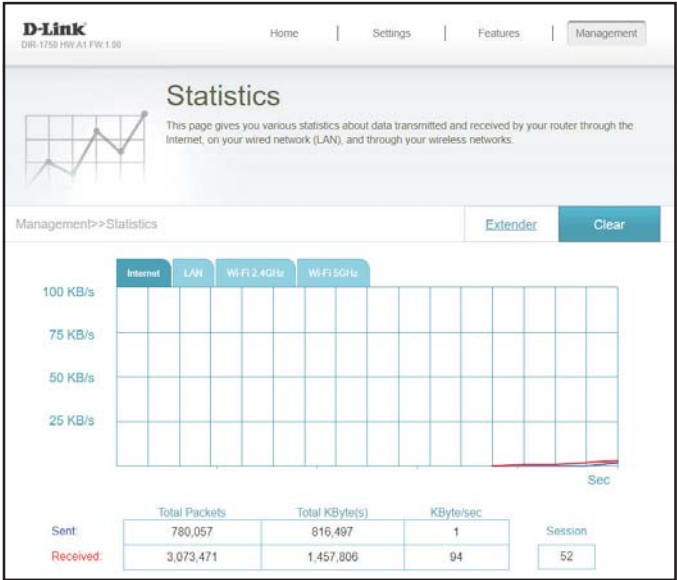 D-Link
DIR-1750 HW:A1 FW:1.00
Home | Settings | Features | Management
Statistics
This page gives you various statistics about data transmitted and received by your router through the
Internet, on your wired network (LAN), and through your wireless networks.
Management>>Statistics
Extender
Clear
Internet LAN Wi-Fi 2.4GHz Wi-Fi 5GHz
100 KB/s
75 KB/s
50 KB/s
25 KB/s
Sec
Total Packets Total KByte(s) KByte/sec
Sent: 780,057 816,497 1 Session
Received: 3,073,471 1,457,806 94 52